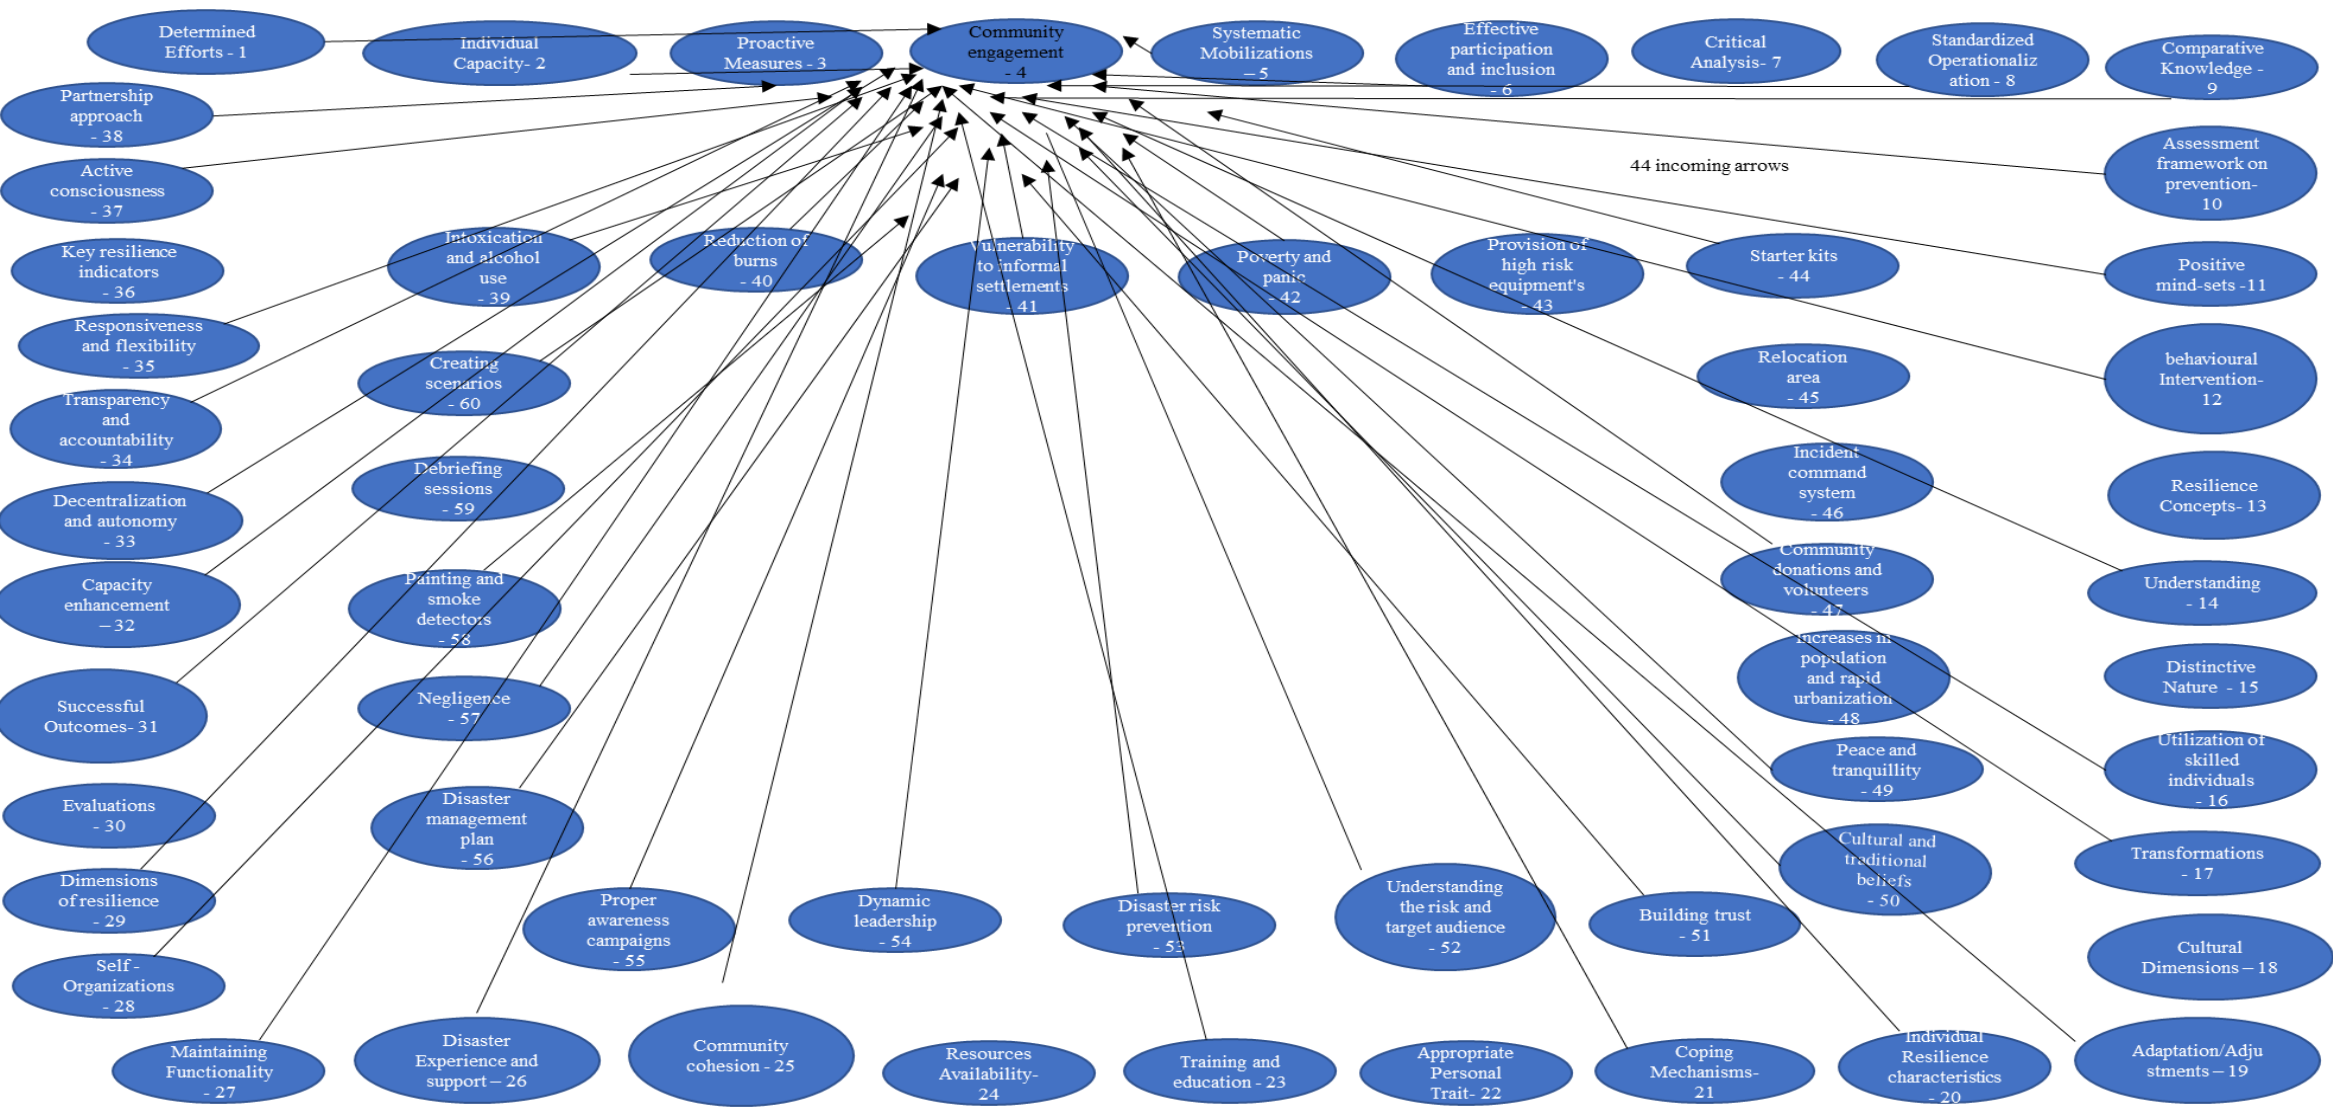 Determined
Efforts - 1
Individual
Capacity- 2
Proactive
Measures - 3
Community
engagement
- 4
Systematic
Mobilizations
– 5
Effective
participation
and inclusion
- 6
Critical
Analysis- 7
Standardized
Operationaliz
ation - 8
Comparative
Knowledge -
9
Partnership
approach
- 38
Active
consciousness
- 37
44 incoming arrows
Assessment
framework on
prevention-
10
Key resilience
indicators
- 36
Intoxication
and alcohol
use
- 39
Reduction of
burns
- 40
Vulnerability
to informal
settlements
- 41
Poverty and
panic
- 42
Provision of
high risk
equipment's
- 43
Starter kits
- 44
Positive
mind-sets -11
Responsiveness
and flexibility
- 35
Creating
scenarios
- 60
Relocation
area
- 45
behavioural
Intervention-
12
Transparency
and
accountability
- 34
Debriefing
sessions
- 59
Incident
command
system
- 46
Resilience
Concepts- 13
Decentralization
and autonomy
- 33
Capacity
enhancement
– 32
Painting and
smoke
detectors
- 58
Community
donations and
volunteers
- 47
Understanding
- 14
Successful
Outcomes- 31
Negligence
- 57
Increases in
population
and rapid
urbanization
- 48
Distinctive
Nature - 15
Peace and
tranquillity
- 49
Utilization of
skilled
individuals
- 16
Evaluations
- 30
Disaster
management
plan
- 56
Cultural and
traditional
beliefs
- 50
Transformations
- 17
Dimensions
of resilience
- 29
Proper
awareness
campaigns
- 55
Dynamic
leadership
- 54
Disaster risk
prevention
- 53
Understanding
the risk and
target audience
- 52
Building trust
- 51
Cultural
Dimensions – 18
Self -
Organizations
- 28
Maintaining
Functionality
- 27
Disaster
Experience and
support – 26
Community
cohesion - 25
Resources
Availability-
24
Training and
education - 23
Appropriate
Personal
Trait- 22
Coping
Mechanisms-
21
Individual
Resilience
characteristics
- 20
Adaptation/Adju
stments – 19